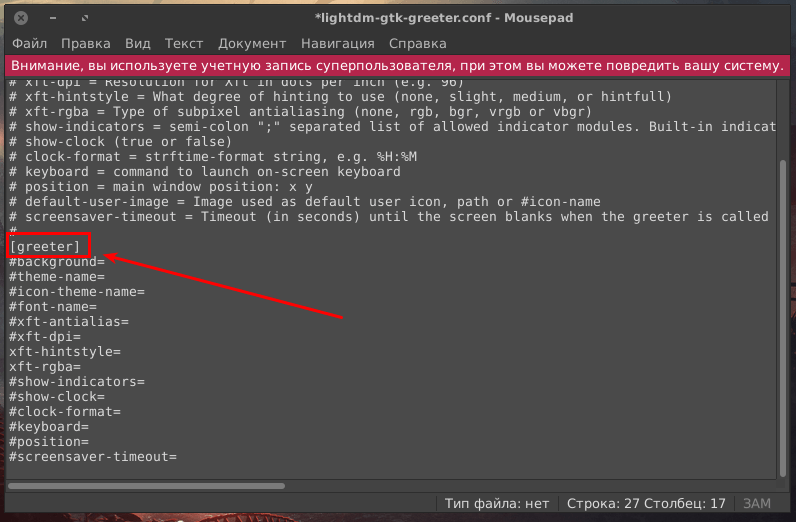 *lightdm-gtk-greeter.conf - Mousepad
Файл Правка Вид Текст Документ Навигация Справка
Внимание, вы используете учетную запись суперпользователя, при этом вы можете повредить вашу систему.
# xft-dpi = Resolution for Xft in dots per inch (e.g. 96)
# xft-hintstyle = What degree of hinting to use (none, slight, medium, or hintfull)
# xft-rgba = Type of subpixel antialiasing (none, rgb, bgr, vrgb or vbgr)
# show-indicators = semi-colon ";" separated list of allowed indicator modules. Built-in indicat
# show-clock (true or false)
# clock-format = strftime-format string, e.g. %H:%M
# keyboard = command to launch on-screen keyboard
# position = main window position: x y
# default-user-image = Image used as default user icon, path or #icon-name
# screensaver-timeout = Timeout (in seconds) until the screen blanks when the greeter is called
#
[greeter]
#background=
#theme-name=
#icon-theme-name=
#font-name=
#xft-antialias=
#xft-dpi=
xft-hintstyle=
xft-rgba=
#show-indicators=
#show-clock=
#clock-format=
#keyboard=
#position=
#screensaver-timeout=
Тип файла: нет Строка: 27 Столбец: 17 ЗАМ